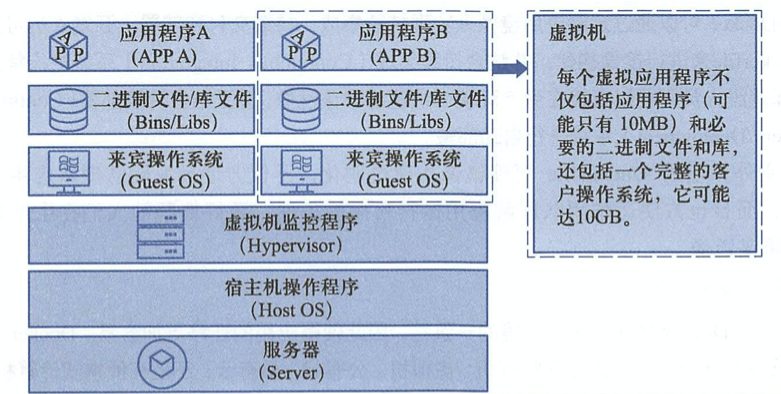 应用程序A
(APP A)
应用程序B
(APP B)
二进制文件/库文件
(Bins/Libs)
二进制文件/库文件
(Bins/Libs)
来宾操作系统
(Guest OS)
来宾操作系统
(Guest OS)
虚拟机监控程序
(Hypervisor)
宿主机操作程序
(Host OS)
服务器
(Server)
虚拟机
每个虚拟应用程序不
仅包括应用程序（可
能只有 10MB）和必
要的二进制文件和库，
还包括一个完整的客
户操作系统，它可能
达10GB。
A
P
P
A
P
P